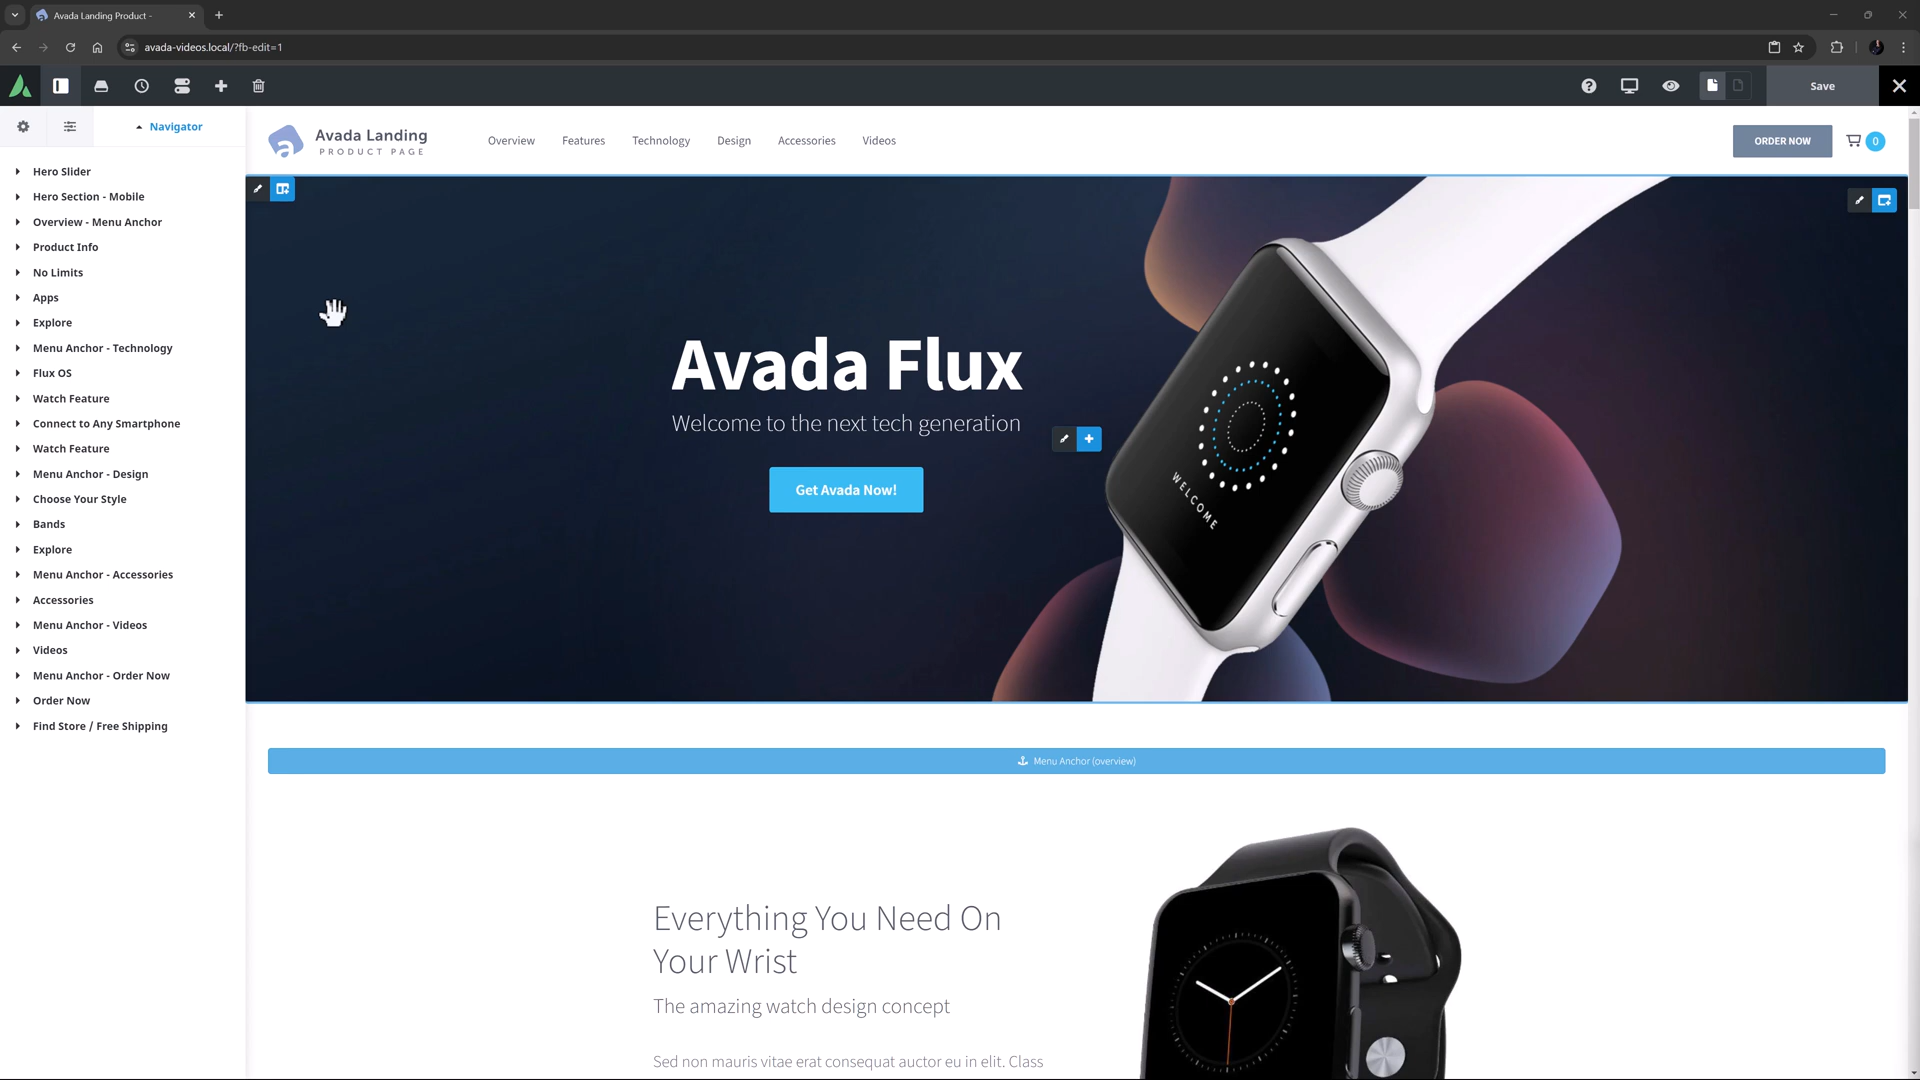 Avada Landing Product -
avada-videos.local/?fb-edit=1
Save
Navigator
Hero Slider
Hero Section - Mobile
Overview - Menu Anchor
Product Info
No Limits
Apps
Explore
Menu Anchor - Technology
Flux OS
Watch Feature
Connect to Any Smartphone
Watch Feature
Menu Anchor - Design
Choose Your Style
Bands
Explore
Menu Anchor - Accessories
Accessories
Menu Anchor - Videos
Videos
Menu Anchor - Order Now
Order Now
Find Store / Free Shipping
Avada Landing
PRODUCT PAGE
Overview
Features
Technology
Design
Accessories
Videos
ORDER NOW
0
Avada Flux
Welcome to the next tech generation
Get Avada Now!
WELCOME
Menu Anchor (overview)
Everything You Need On
Your Wrist
The amazing watch design concept
Sed non mauris vitae erat consequat auctor eu in elit. Class